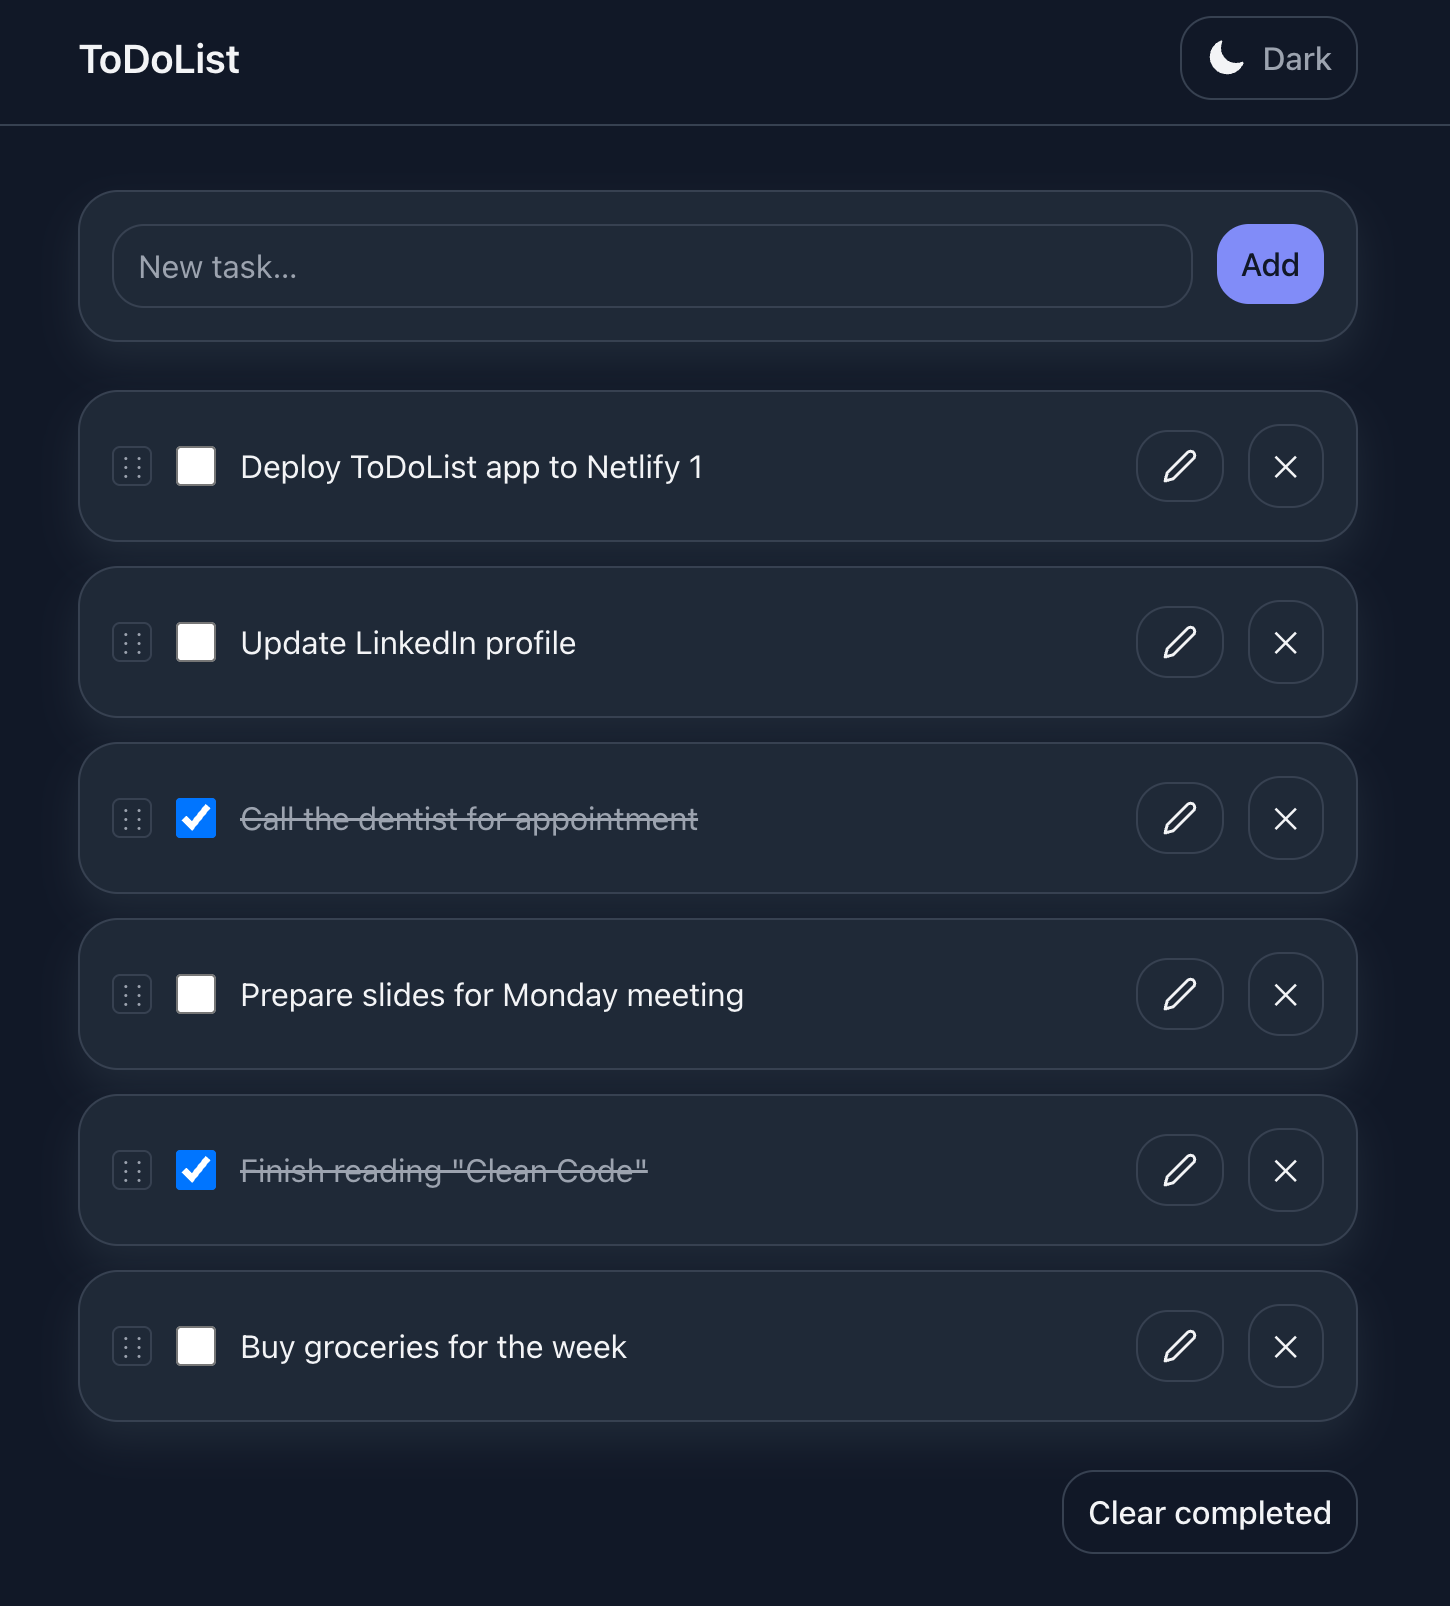 ToDoList
Dark
New task...
Add
Deploy ToDoList app to Netlify 1
Update LinkedIn profile
Call the dentist for appointment
Prepare slides for Monday meeting
Finish reading "Clean Code"
Buy groceries for the week
Clear completed